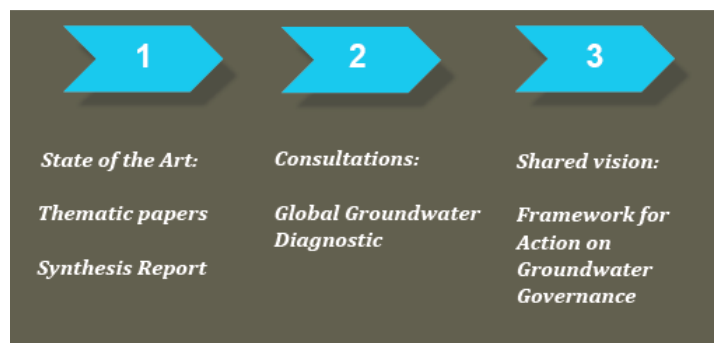 1
State of the Art:
Thematic papers
Synthesis Report
2
Consultations:
Global Groundwater
Diagnostic
3
Shared vision:
Framework for
Action on
Groundwater
Governance